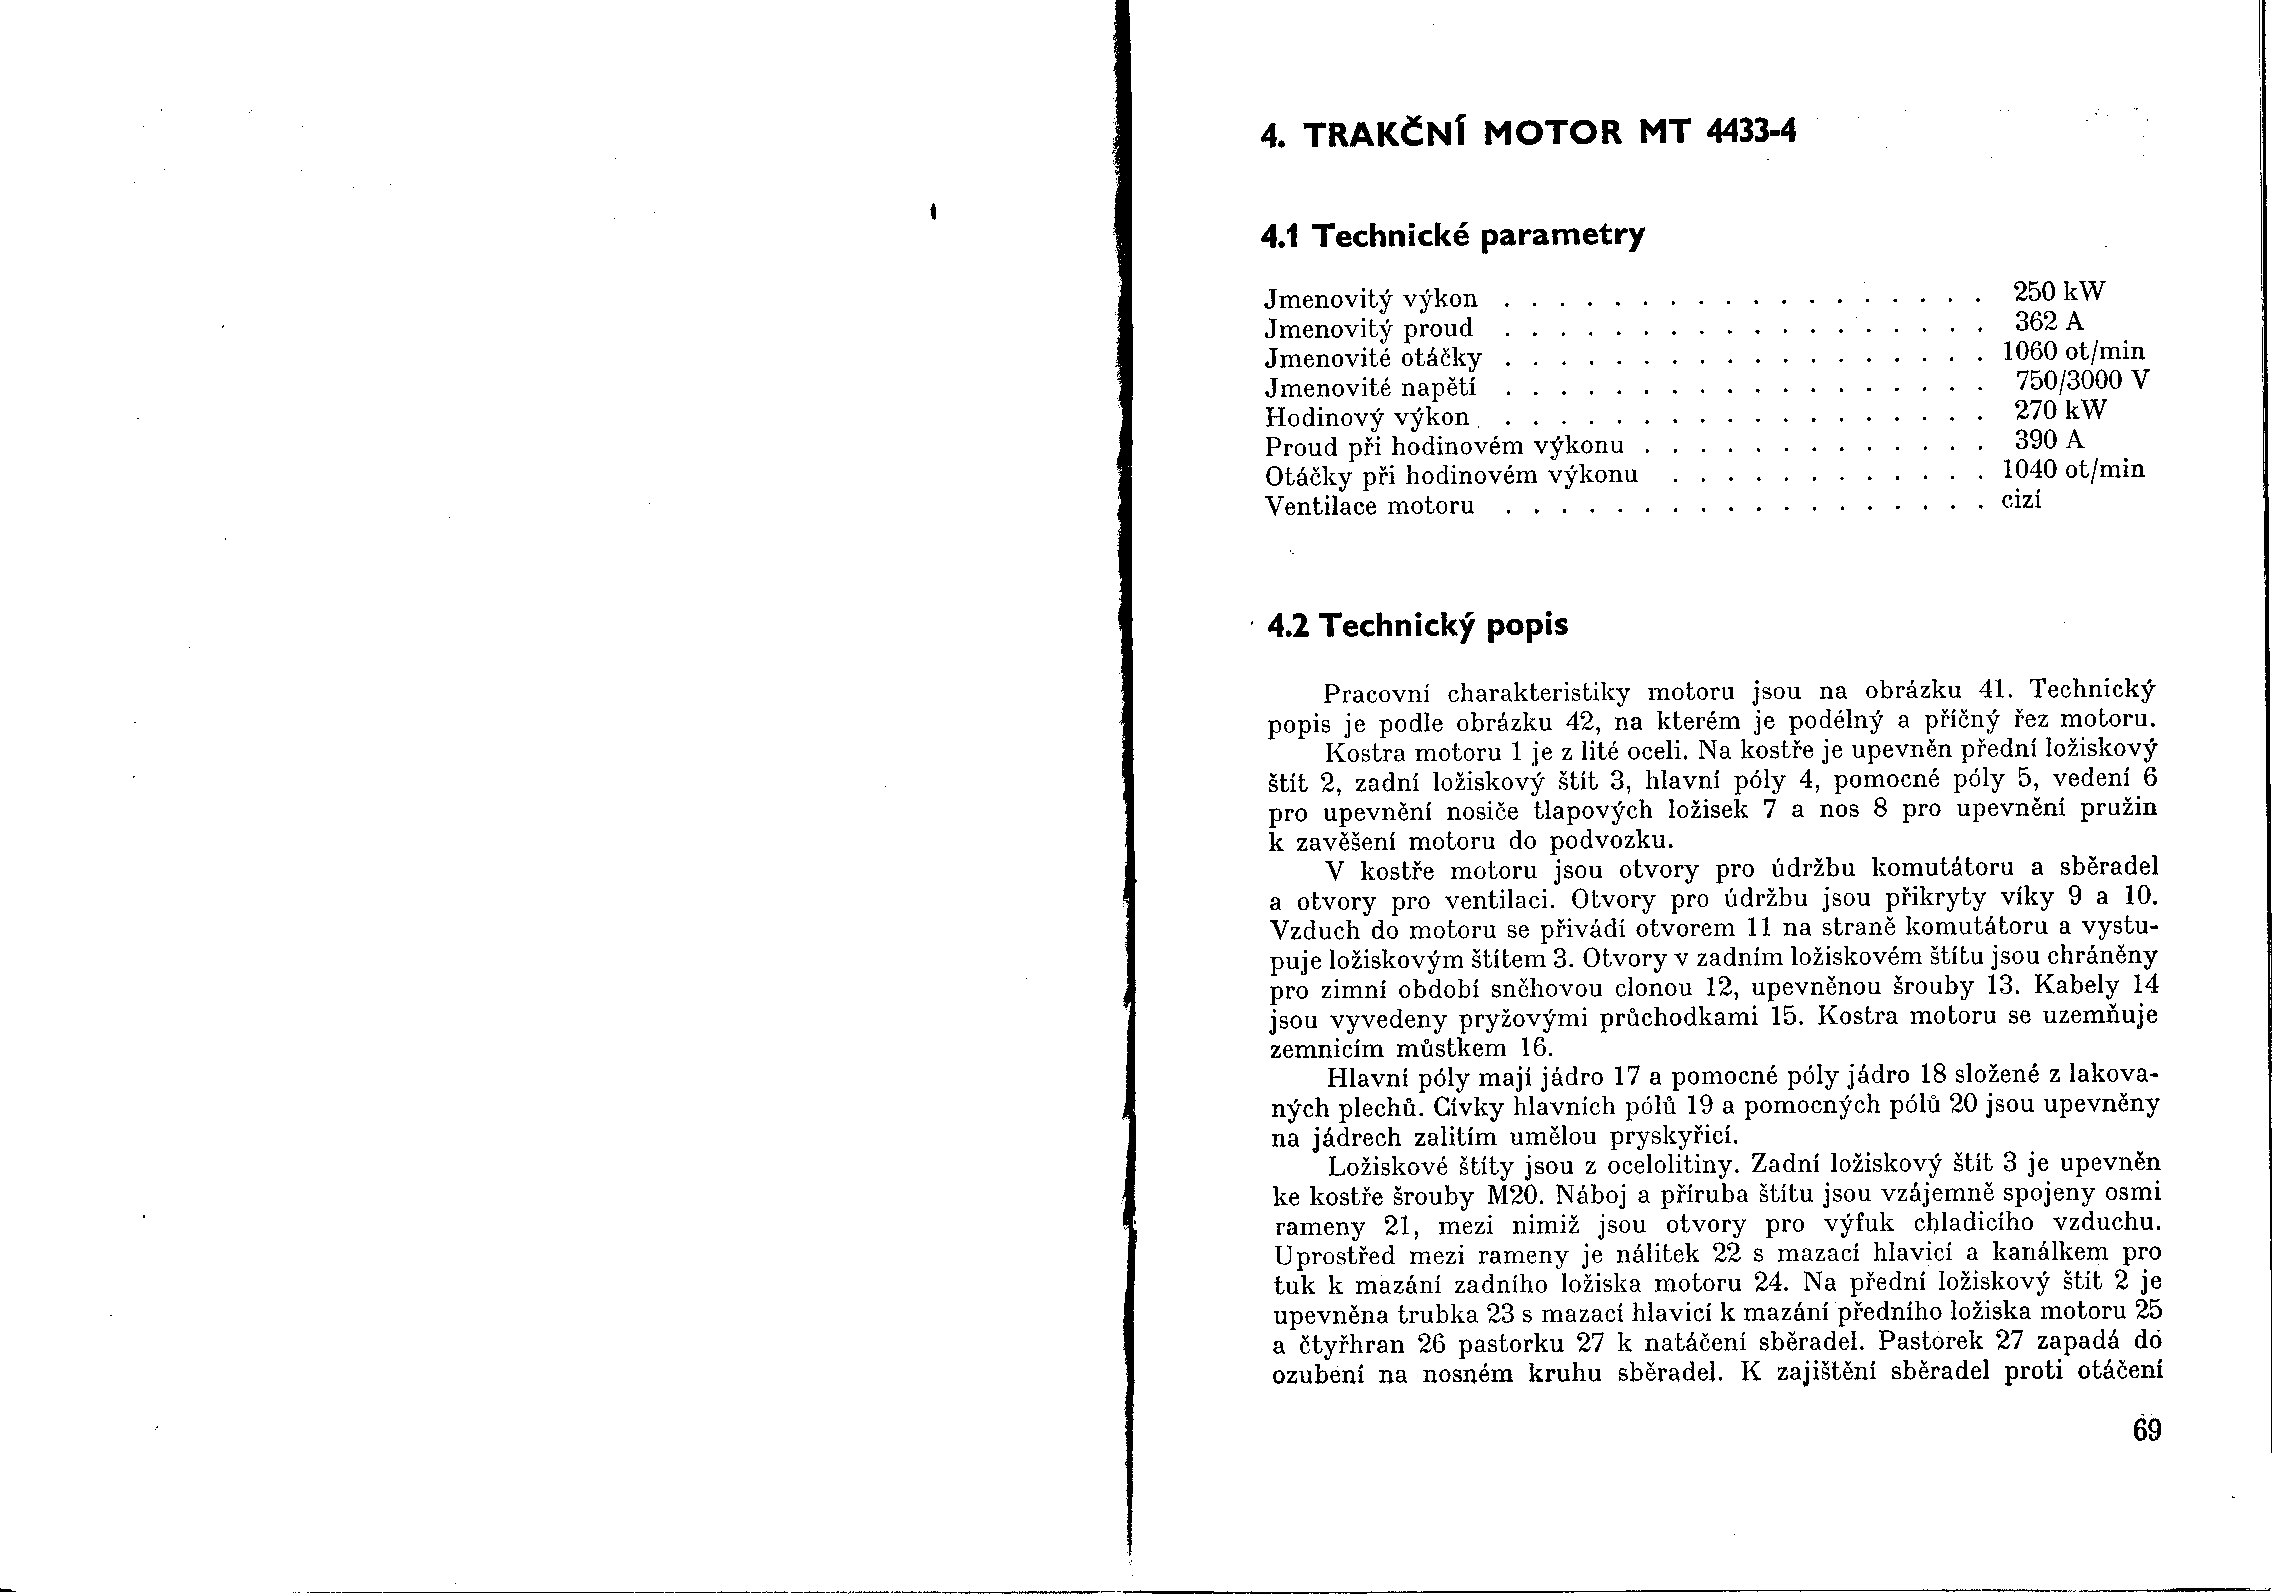 4. TRAKČNÍ MOTOR MT 4433-4
4.1 Technické parametry
Jmenovitý výkon . . . . . . . . . . . . . . . . . . 250 kW
Jmenovitý proud . . . . . . . . . . . . . . . . . . 362 A
Jmenovité otáčky . . . . . . . . . . . . . . . . . . 1060 ot/min
Jmenovité napětí . . . . . . . . . . . . . . . . . . 750/3000 V
Hodinový výkon . . . . . . . . . . . . . . . . . . 270 kW
Proud při hodinovém výkonu . . . . . . . . . . . . . 390 A
Otáčky při hodinovém výkonu . . . . . . . . . . . . 1040 ot/min
Ventilace motoru . . . . . . . . . . . . . . . . . . cizí
4.2 Technický popis
Pracovní charakteristiky motoru jsou na obrázku 41. Technický
popis je podle obrázku 42, na kterém je podélný a příčný řez motoru.
Kostra motoru 1 je z lité oceli. Na kostře je upevněn přední ložiskový
štít 2, zadní ložiskový štít 3, hlavní póly 4, pomocné póly 5, vedení 6
pro upevnění nosiče tlapových ložisek 7 a nos 8 pro upevnění pružin
k zavěšení motoru do podvozku.
V kostře motoru jsou otvory pro údržbu komutátoru a sběradel
a otvory pro ventilaci. Otvory pro údržbu jsou přikryty víky 9 a 10.
Vzduch do motoru se přivádí otvorem 11 na straně komutátoru a vystu-
puje ložiskovým štítem 3. Otvory v zadním ložiskovém štítu jsou chráněny
pro zimní období sněhovou clonou 12, upevněnou šrouby 13. Kabely 14
jsou vyvedeny pryžovými průchodkami 15. Kostra motoru se uzemňuje
zemnicím můstkem 16.
Hlavní póly mají jádro 17 a pomocné póly jádro 18 složené z lakova-
ných plechů. Cívky hlavních pólů 19 a pomocných pólů 20 jsou upevněny
na jádrech zalitím umělou pryskyřicí.
Ložiskové štíty jsou z ocelolitiny. Zadní ložiskový štít 3 je upevněn
ke kostře šrouby M20. Náboj a příruba štítu jsou vzájemně spojeny osmi
rameny 21, mezi nimiž jsou otvory pro výfuk chladicího vzduchu.
Uprostřed mezi rameny je nálitek 22 s mazací hlavicí a kanálkem pro
tuk k mazání zadního ložiska motoru 24. Na přední ložiskový štít 2 je
upevněna trubka 23 s mazací hlavicí k mazání předního ložiska motoru 25
a čtyřhran 26 pastorku 27 k natáčení sběradel. Pastorek 27 zapadá do
ozubení na nosném kruhu sběradel. K zajištění sběradel proti otáčení
69